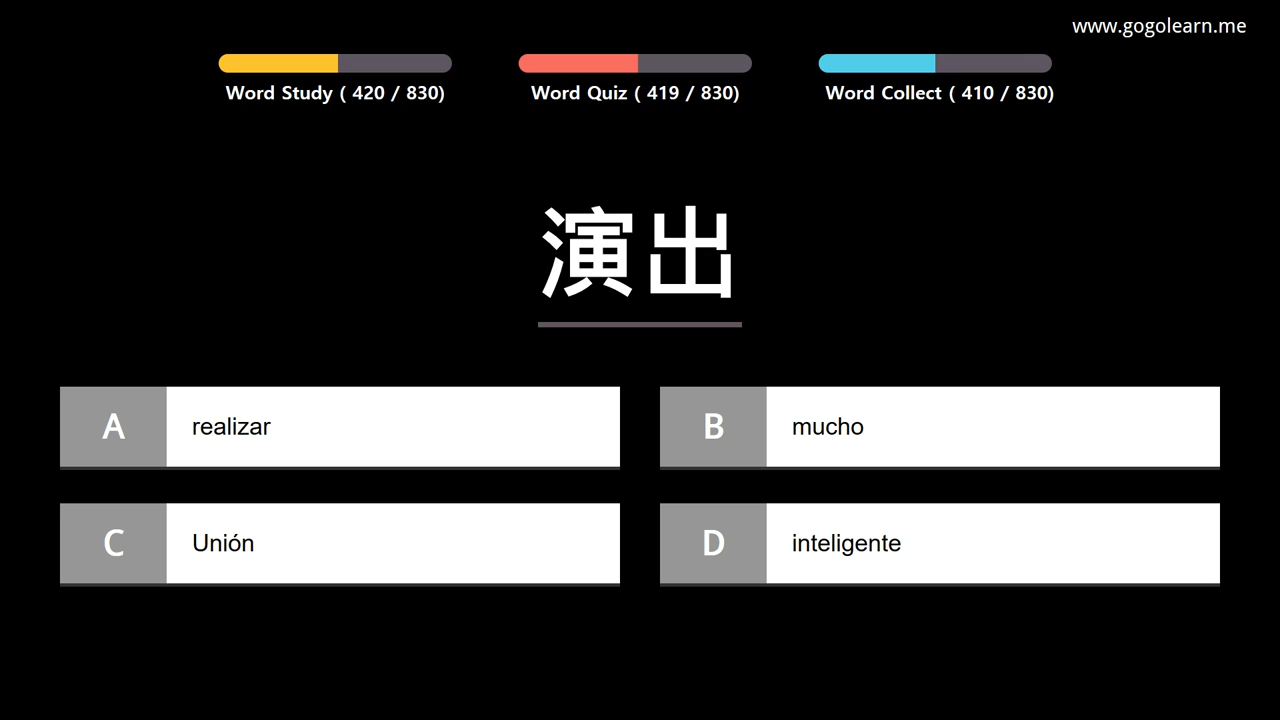 www.gogolearn.me
Word Study ( 420 / 830)
Word Quiz ( 419 / 830)
Word Collect ( 410 / 830)
演出
A realizar
B mucho
C Unión
D inteligente